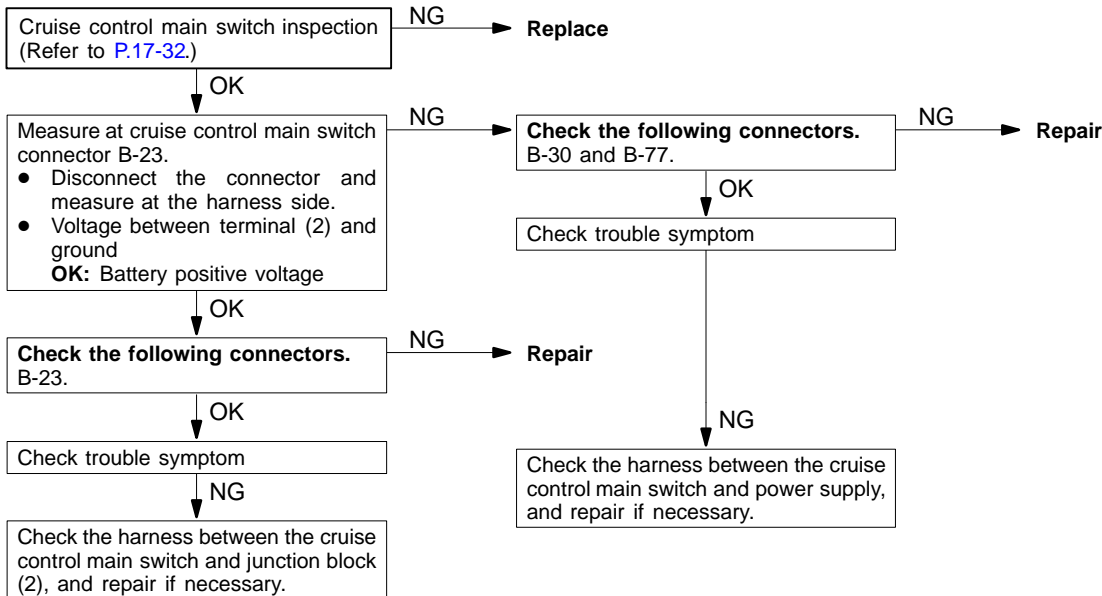 Cruise control main switch inspection
(Refer to P.17-32.)
NG
Replace
OK
Measure at cruise control main switch
connector B-23.
● Disconnect the connector and
measure at the harness side.
● Voltage between terminal (2) and
ground
OK: Battery positive voltage
NG
Check the following connectors.
B-30 and B-77.
NG
Repair
OK
Check trouble symptom
OK
Check the following connectors.
B-23.
NG
Repair
OK
NG
Check trouble symptom
Check the harness between the cruise
control main switch and power supply,
and repair if necessary.
NG
Check the harness between the cruise
control main switch and junction block
(2), and repair if necessary.